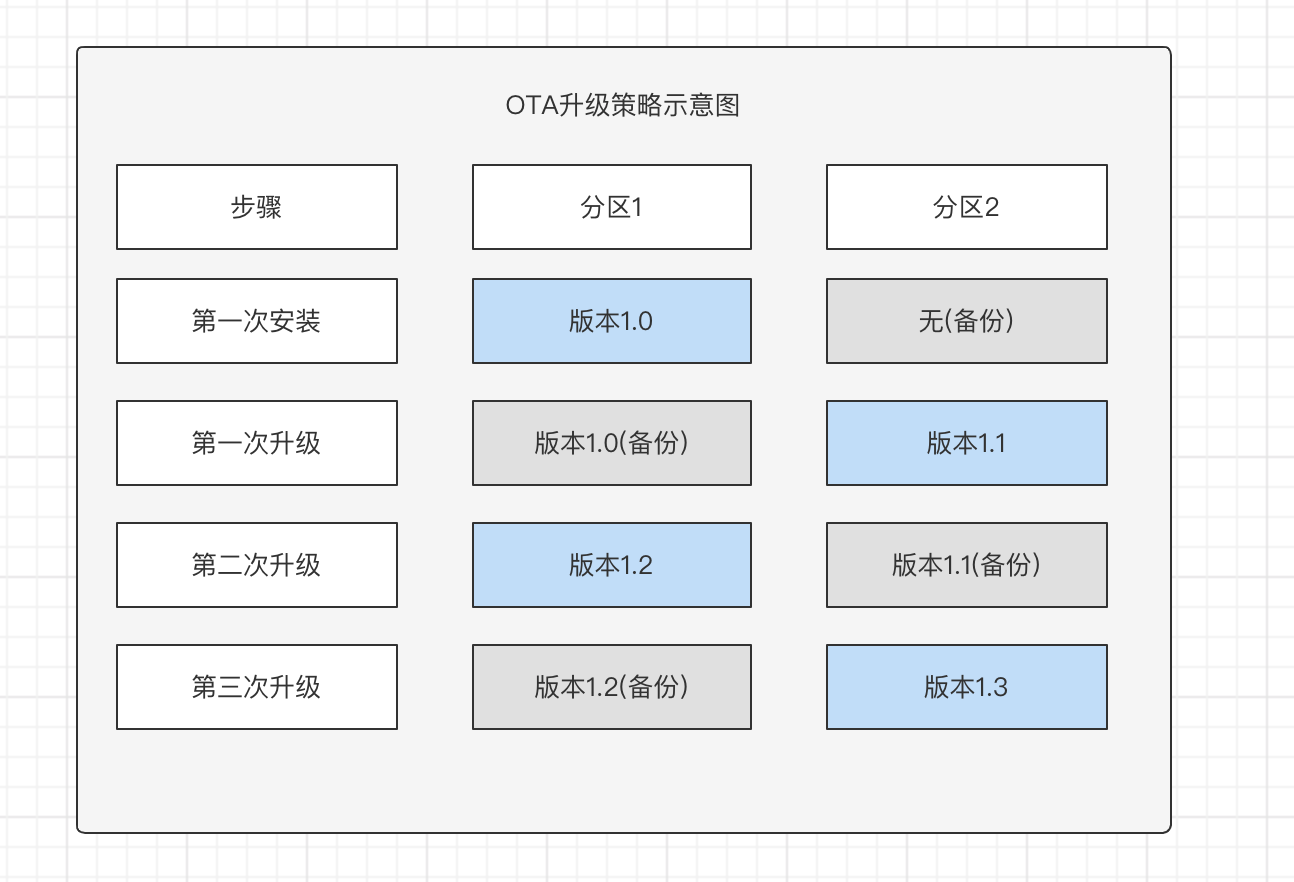 OTA升级策略示意图
步骤 分区1 分区2
第一次安装 版本1.0 无(备份)
第一次升级 版本1.0(备份) 版本1.1
第二次升级 版本1.2 版本1.1(备份)
第三次升级 版本1.2(备份) 版本1.3